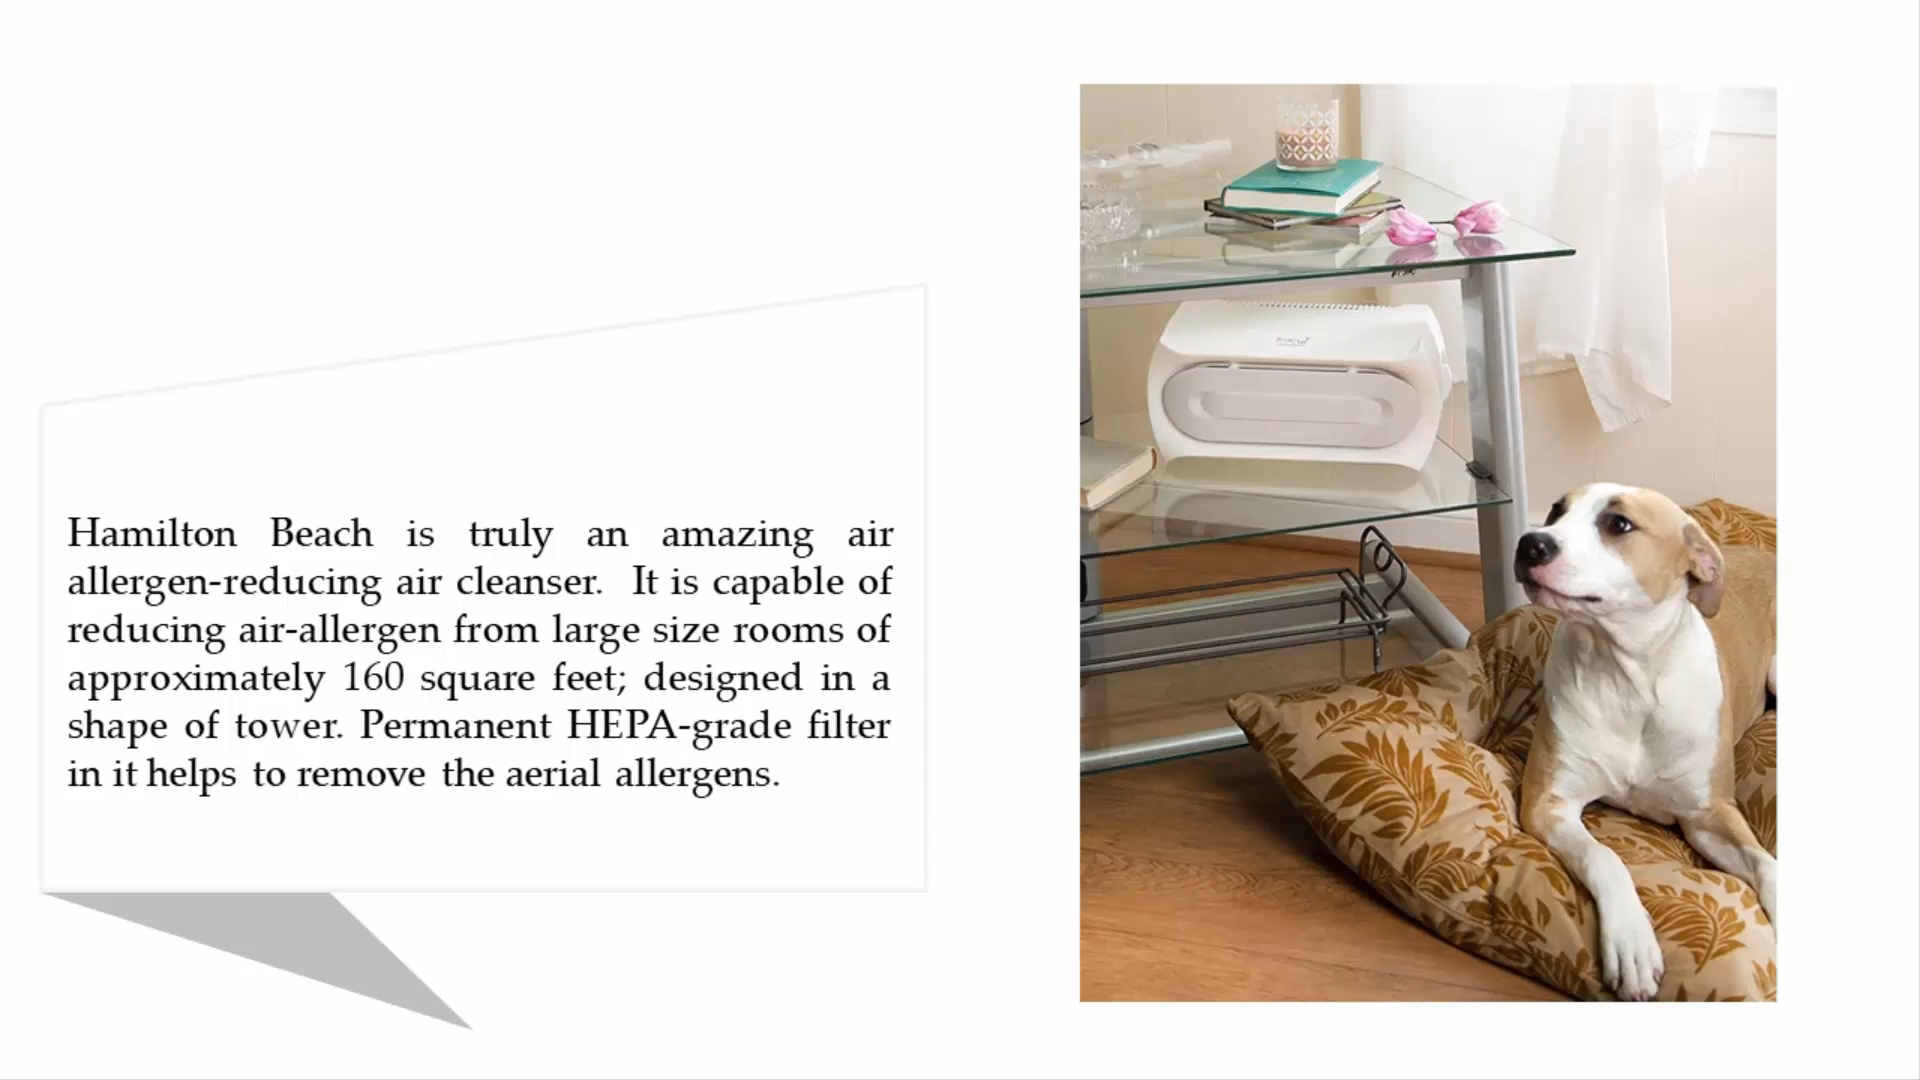 Hamilton Beach is truly an amazing air
allergen-reducing air cleanser. It is capable of
reducing air-allergen from large size rooms of
approximately 160 square feet; designed in a
shape of tower. Permanent HEPA-grade filter
in it helps to remove the aerial allergens.